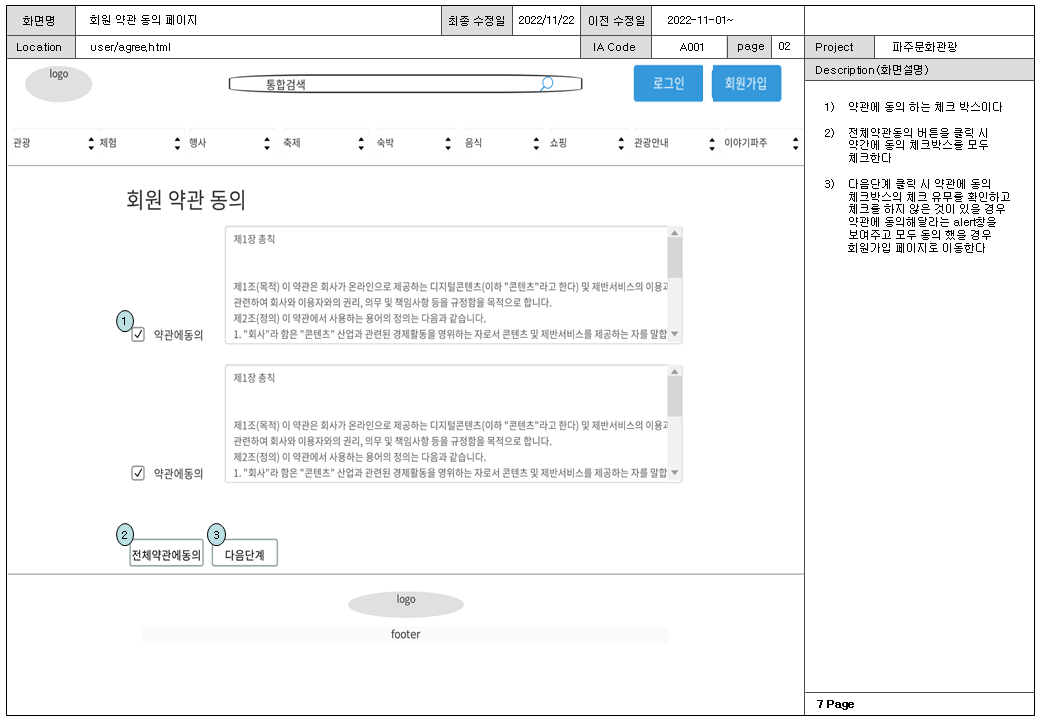 화면명 회원 약관 동의 페이지 최종 수정일 2022/11/22 이전 수정일 2022-11-01~
Location user/agree,html IA Code A001 page 02 Project 파주문화관광
Description(화면설명)
logo
통합검색
로그인 회원가입
관광 체험 행사 축제 숙박 음식 쇼핑 관광안내 이야기파주
회원 약관 동의
제1장 총칙
제1조(목적) 이 약관은 회사가 온라인으로 제공하는 디지털콘텐츠(이하 "콘텐츠"라고 한다) 및 제반서비스의 이용과
관련하여 회사와 이용자와의 권리, 의무 및 책임사항 등을 규정함을 목적으로 합니다.
제2조(정의) 이 약관에서 사용하는 용어의 정의는 다음과 같습니다.
1. "회사"라 함은 "콘텐츠" 산업과 관련된 경제활동을 영위하는 자로서 콘텐츠 및 제반서비스를 제공하는 자를 말합
1
약관에동의
제1장 총칙
제1조(목적) 이 약관은 회사가 온라인으로 제공하는 디지털콘텐츠(이하 "콘텐츠"라고 한다) 및 제반서비스의 이용과
관련하여 회사와 이용자와의 권리, 의무 및 책임사항 등을 규정함을 목적으로 합니다.
제2조(정의) 이 약관에서 사용하는 용어의 정의는 다음과 같습니다.
1. "회사"라 함은 "콘텐츠" 산업과 관련된 경제활동을 영위하는 자로서 콘텐츠 및 제반서비스를 제공하는 자를 말합
약관에동의
2 3
전체약관에동의 다음단계
logo
footer
1) 약관에 동의 하는 체크 박스이다
2) 전체약관동의 버튼을 클릭 시
약간에 동의 체크박스를 모두
체크한다
3) 다음단계 클릭 시 약관에 동의
체크박스의 체크 유무를 확인하고
체크를 하지 않은 것이 있을 경우
약관에 동의해달라는 alert창을
보여주고 모두 동의 했을 경우
회원가입 페이지로 이동한다
7 Page